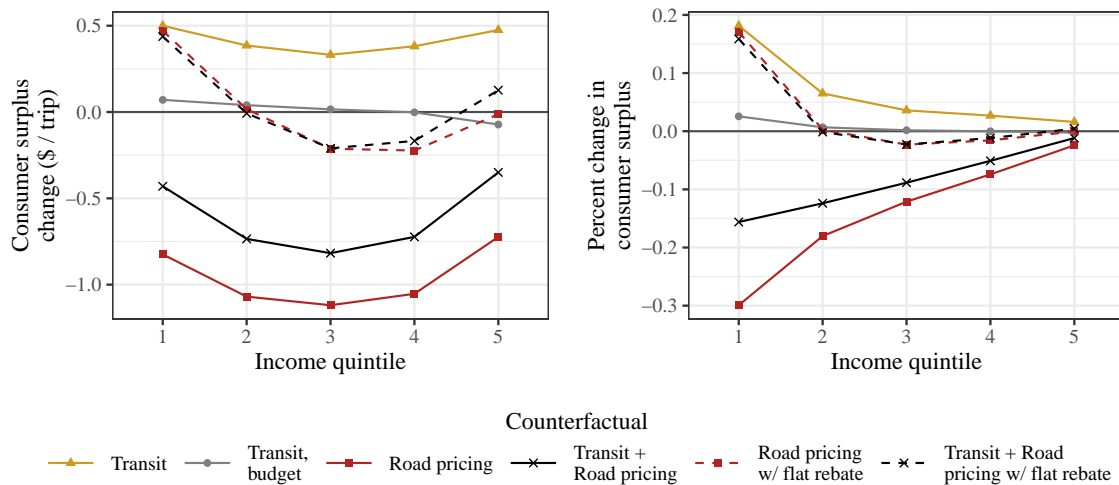 Consumer surplus
change ($ / trip)
0.5
0.0
−0.5
−1.0
1 2 3 4 5
Income quintile
Percent change in
consumer surplus
0.2
0.1
0.0
−0.1
−0.2
−0.3
1 2 3 4 5
Income quintile
Counterfactual
Transit
Transit,
budget
Road pricing
Transit +
Road pricing
Road pricing
w/ flat rebate
Transit + Road
pricing w/ flat rebate